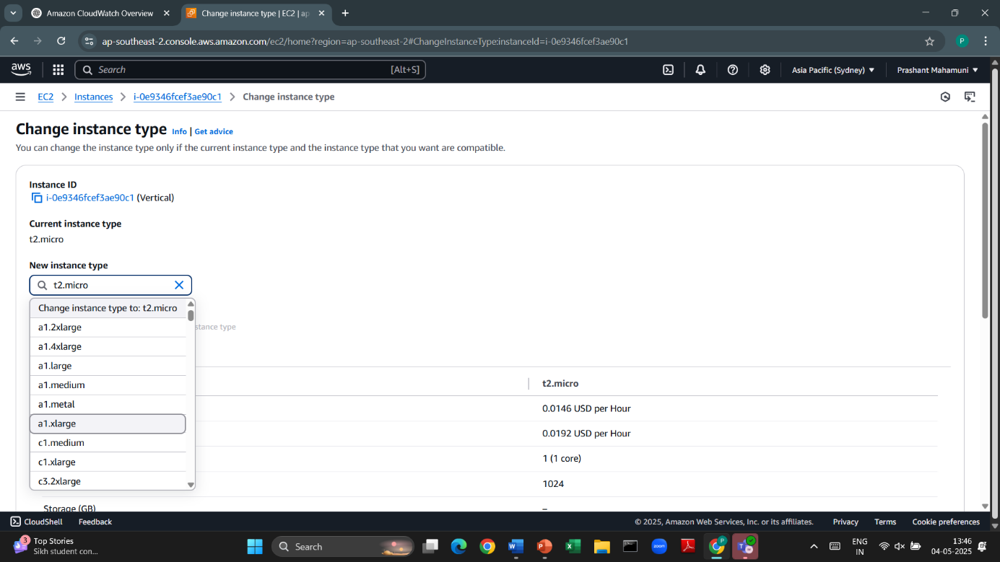 Amazon CloudWatch Overview
Change instance type | EC2 | ap
ap-southeast-2.console.aws.amazon.com/ec2/home?region=ap-southeast-2#ChangeInstanceType:instanceId=i-0e9346fcef3ae90c1
P
aws
Search
[Alt+S]
Asia Pacific (Sydney)
Prashant Mahamuni
EC2
Instances
i-0e9346fcef3ae90c1
Change instance type
Change instance type Info | Get advice
You can change the instance type only if the current instance type and the instance type that you want are compatible.
Instance ID
i-0e9346fcef3ae90c1 (Vertical)
Current instance type
t2.micro
New instance type
t2.micro
Change instance type to: t2.micro
a1.2xlarge
stance type
a1.4xlarge
a1.large
a1.medium
t2.micro
a1.metal
0.0146 USD per Hour
a1.xlarge
0.0192 USD per Hour
c1.medium
c1.xlarge
1 (1 core)
c3.2xlarge
1024
Storage (GB)
–
CloudShell
Feedback
© 2025, Amazon Web Services, Inc. or its affiliates.
Privacy
Terms
Cookie preferences
3
Top Stories
Sikh student con...
Search
zoom
ENG
IN
13:46
04-05-2025